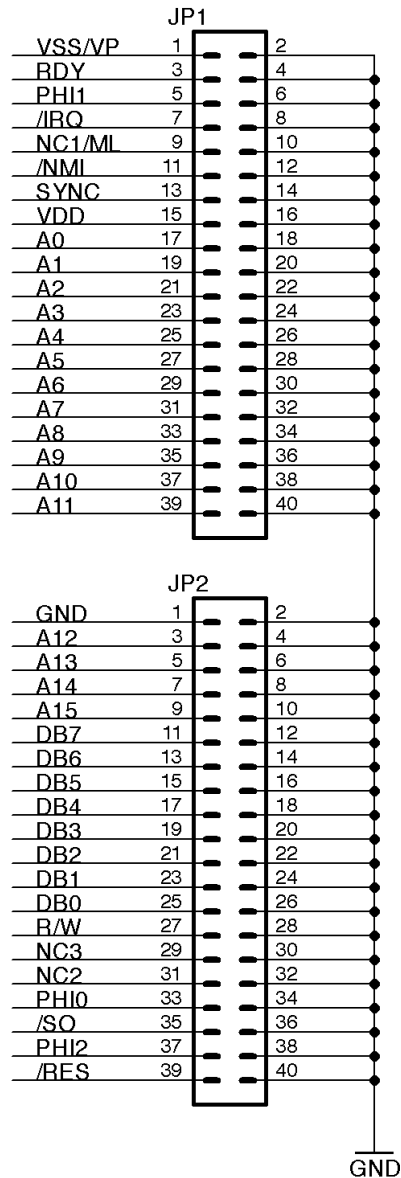 JP1
VSS/VP 1 2
RDY 3 4
PHI1 5 6
/IRQ 7 8
NC1/ML 9 10
/NMI 11 12
SYNC 13 14
VDD 15 16
A0 17 18
A1 19 20
A2 21 22
A3 23 24
A4 25 26
A5 27 28
A6 29 30
A7 31 32
A8 33 34
A9 35 36
A10 37 38
A11 39 40
JP2
GND 1 2
A12 3 4
A13 5 6
A14 7 8
A15 9 10
DB7 11 12
DB6 13 14
DB5 15 16
DB4 17 18
DB3 19 20
DB2 21 22
DB1 23 24
DB0 25 26
R/W 27 28
NC3 29 30
NC2 31 32
PHI0 33 34
/SO 35 36
PHI2 37 38
/RES 39 40
GND